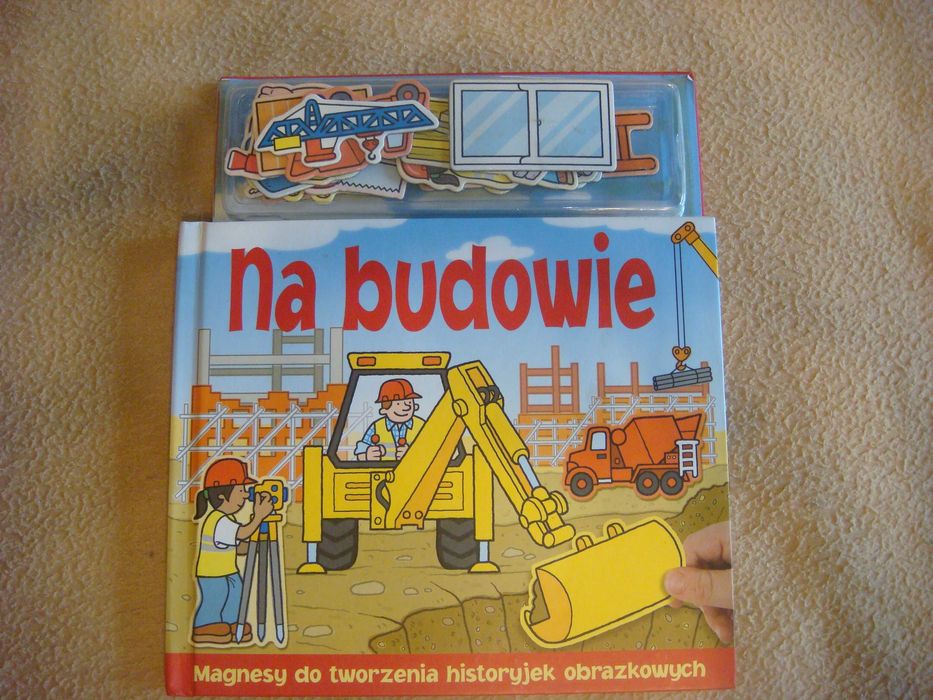 Na budowie
Magnesy do tworzenia historyjek obrazkowych